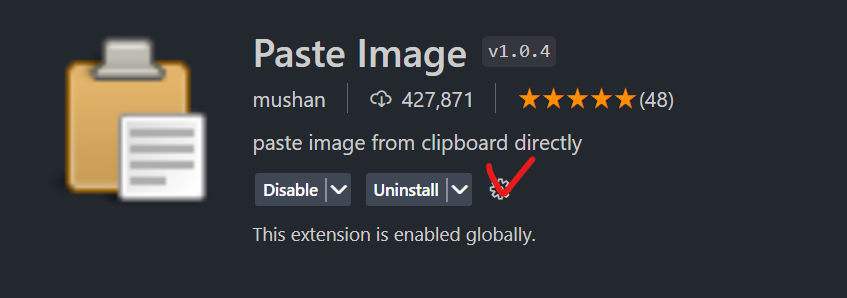 Paste Image v1.0.4
mushan 427,871 (48)
paste image from clipboard directly
Disable Uninstall
This extension is enabled globally.